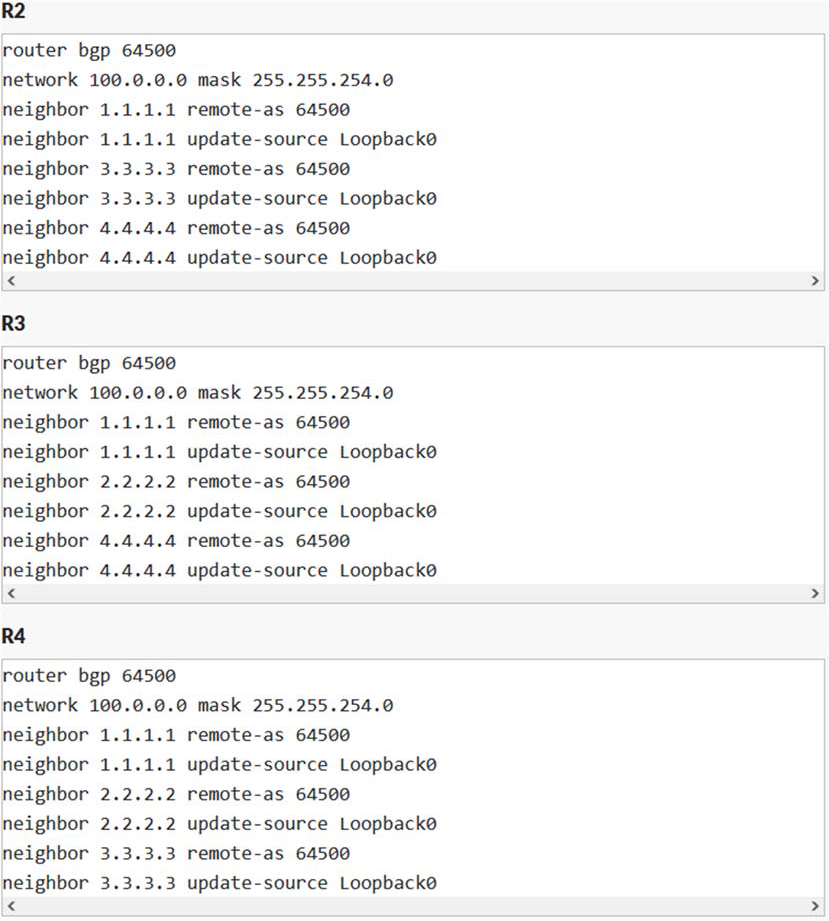 R2
router bgp 64500
network 100.0.0.0 mask 255.255.254.0
neighbor 1.1.1.1 remote-as 64500
neighbor 1.1.1.1 update-source Loopback0
neighbor 3.3.3.3 remote-as 64500
neighbor 3.3.3.3 update-source Loopback0
neighbor 4.4.4.4 remote-as 64500
neighbor 4.4.4.4 update-source Loopback0
R3
router bgp 64500
network 100.0.0.0 mask 255.255.254.0
neighbor 1.1.1.1 remote-as 64500
neighbor 1.1.1.1 update-source Loopback0
neighbor 2.2.2.2 remote-as 64500
neighbor 2.2.2.2 update-source Loopback0
neighbor 4.4.4.4 remote-as 64500
neighbor 4.4.4.4 update-source Loopback0
R4
router bgp 64500
network 100.0.0.0 mask 255.255.254.0
neighbor 1.1.1.1 remote-as 64500
neighbor 1.1.1.1 update-source Loopback0
neighbor 2.2.2.2 remote-as 64500
neighbor 2.2.2.2 update-source Loopback0
neighbor 3.3.3.3 remote-as 64500
neighbor 3.3.3.3 update-source Loopback0